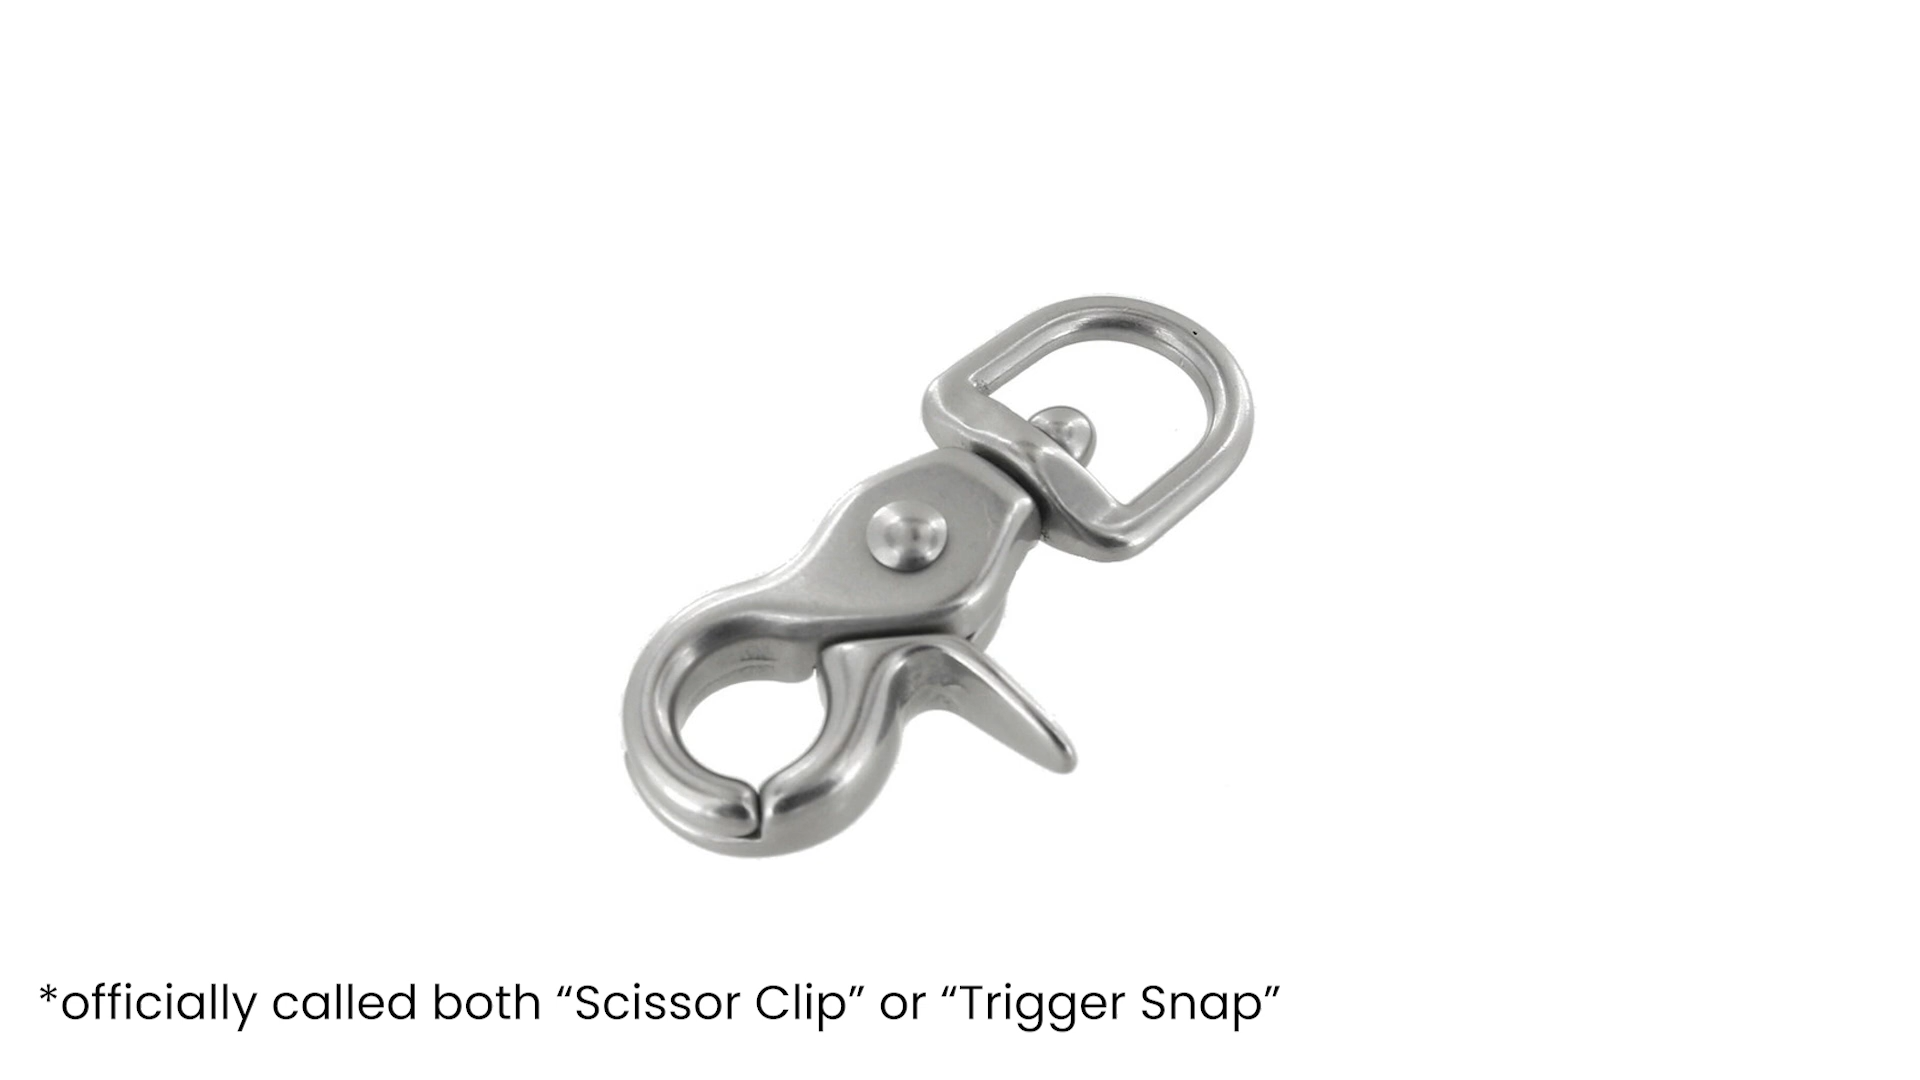 *officially called both “Scissor Clip” or “Trigger Snap”